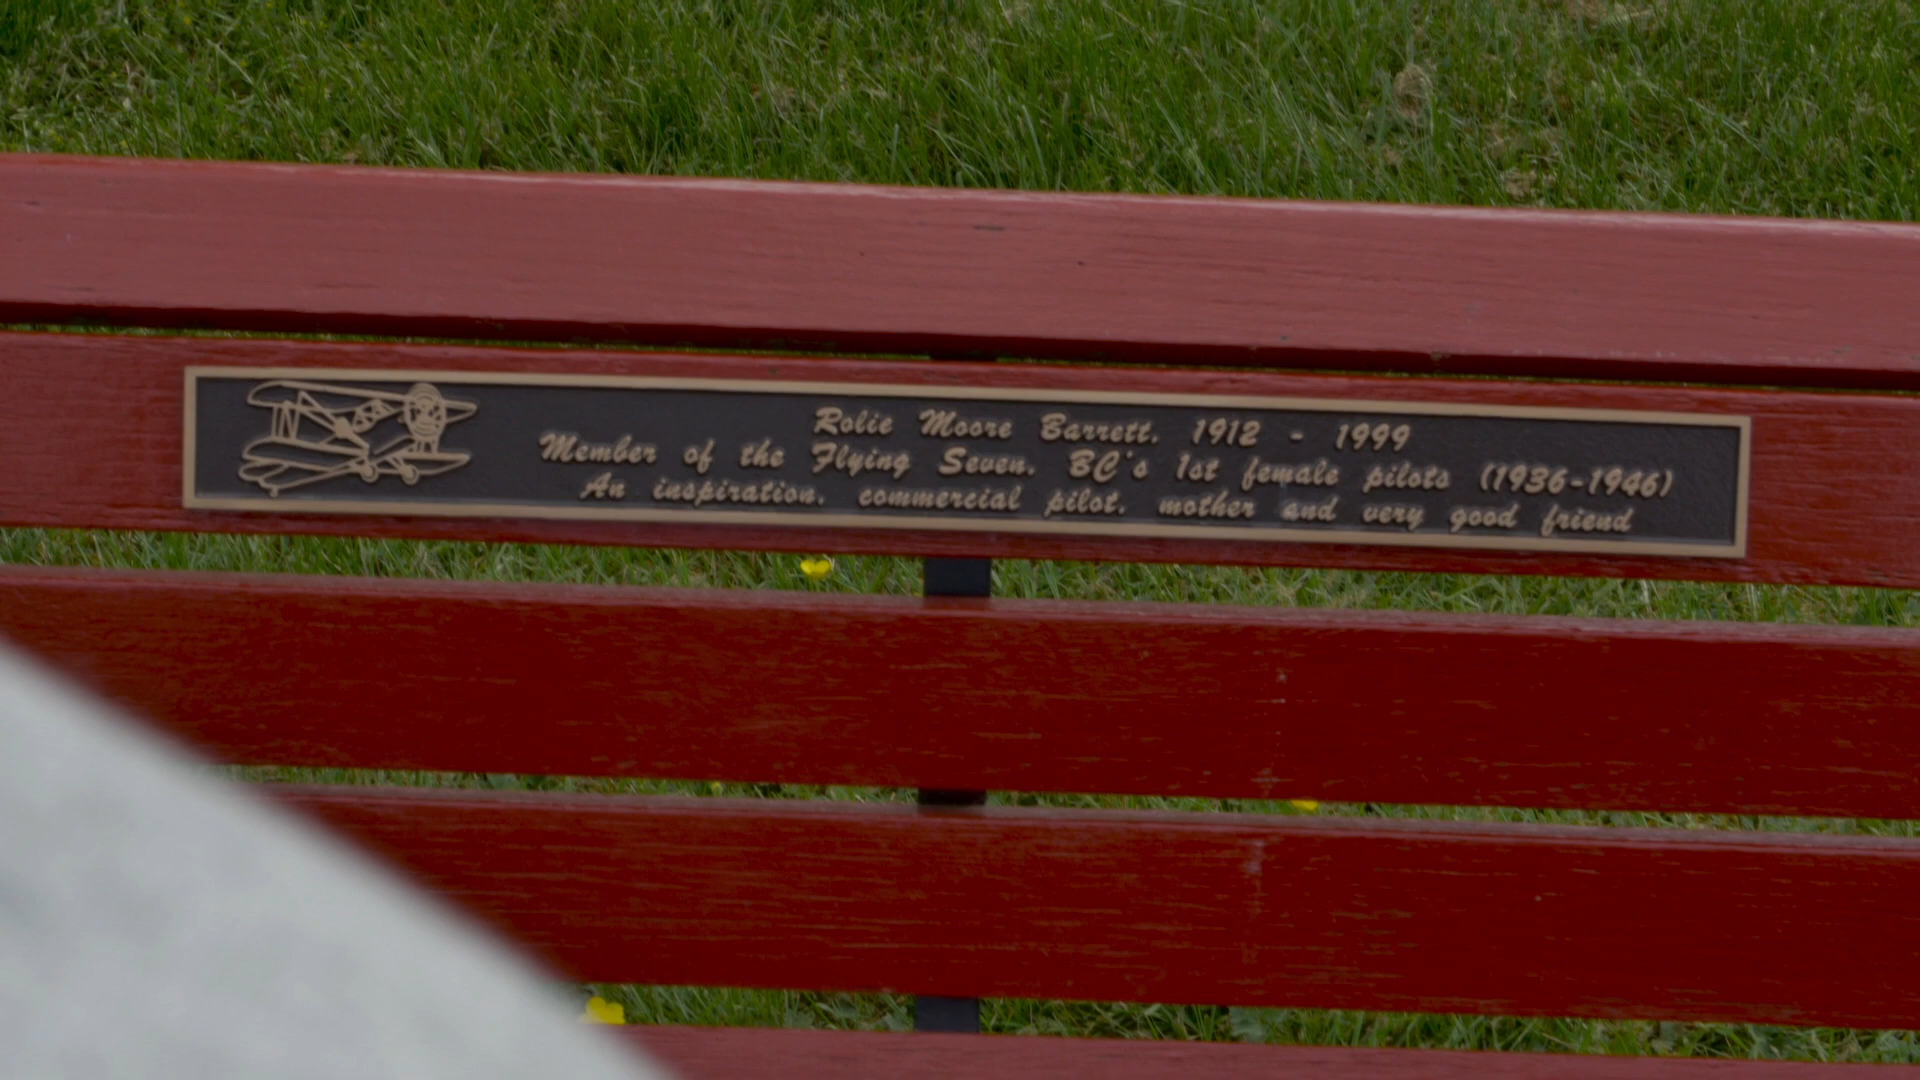 Rolie Moore Barrett, 1912 - 1999
Member of the Flying Seven, BC's 1st female pilots (1936-1946)
An inspiration, commercial pilot, mother and very good friend